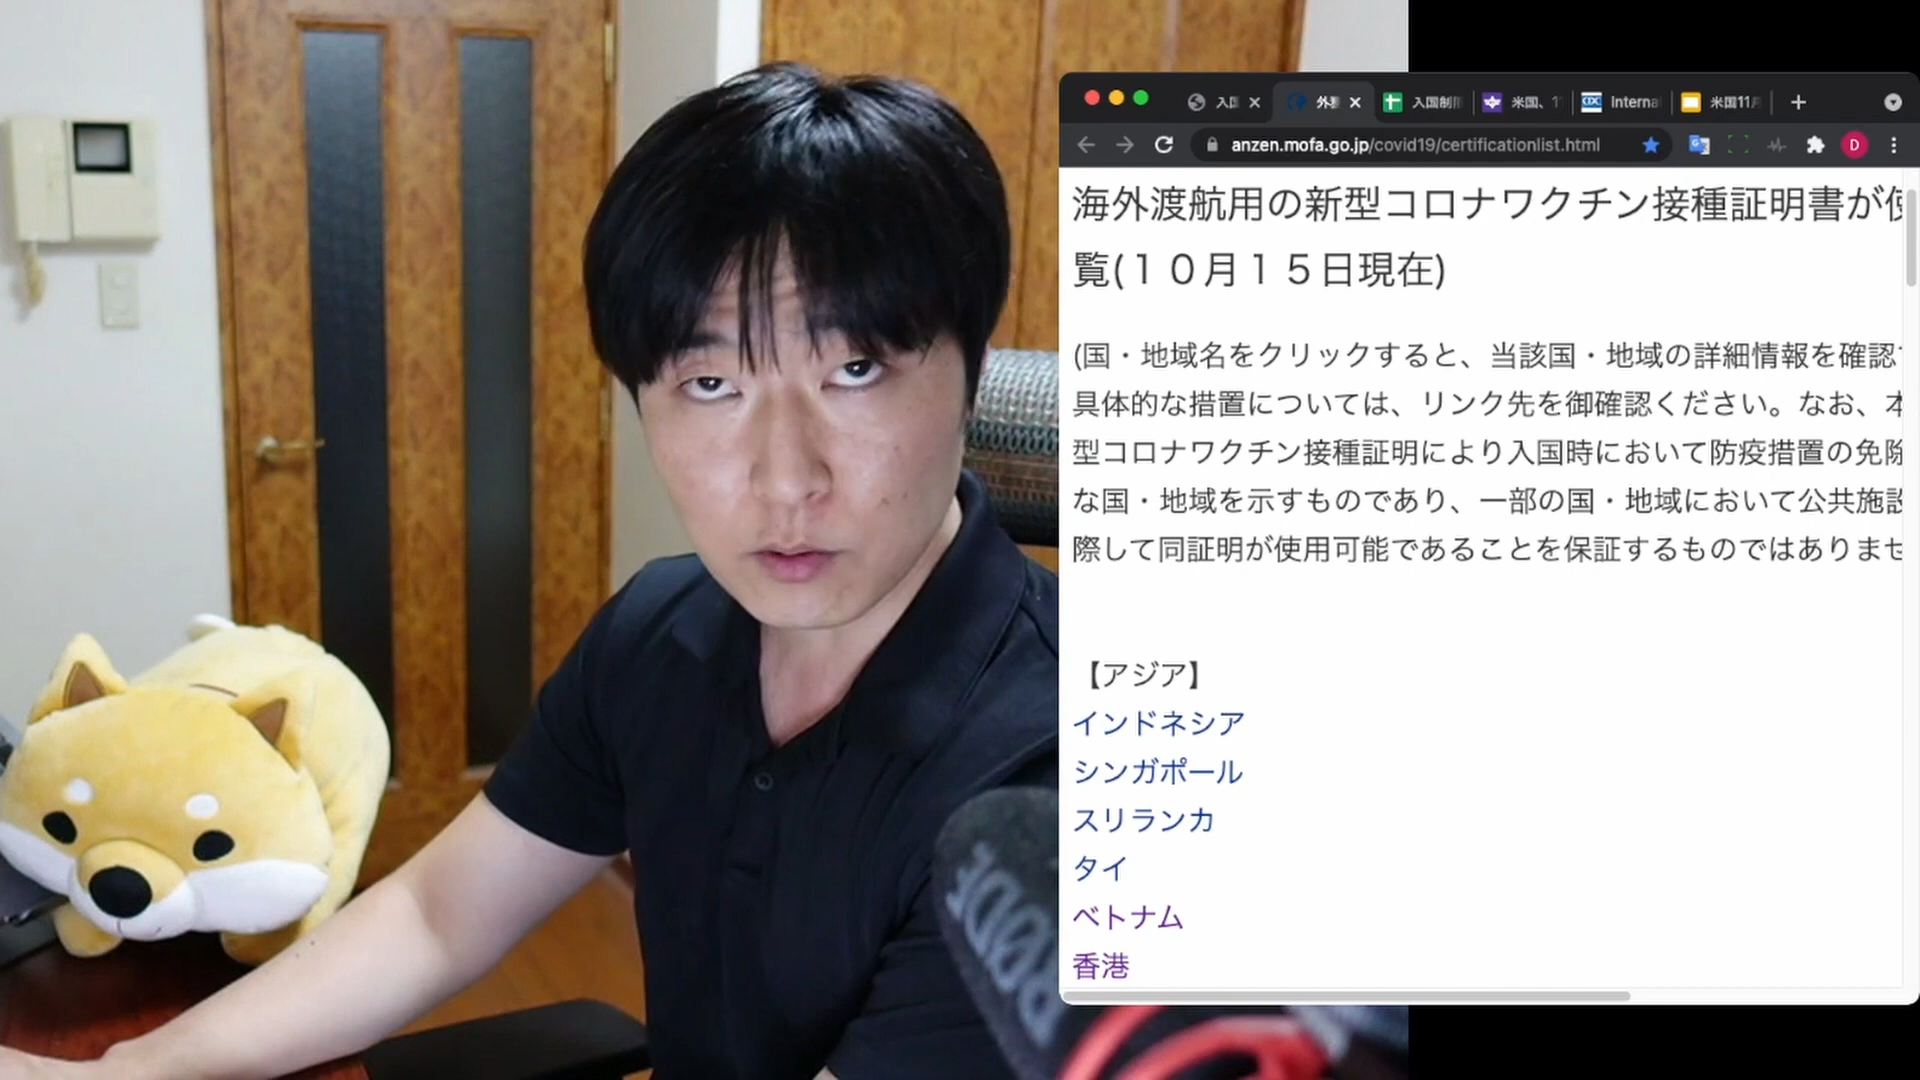 入国
外務
入国制限
米国、1
CDC
Interna
米国11月
anzen.mofa.go.jp/covid19/certificationlist.html
D
海外渡航用の新型コロナワクチン接種証明書が使
覧(１０月１５日現在)
(国・地域名をクリックすると、当該国・地域の詳細情報を確認
具体的な措置については、リンク先を御確認ください。なお、本
型コロナワクチン接種証明により入国時において防疫措置の免除
な国・地域を示すものであり、一部の国・地域において公共施設
際して同証明が使用可能であることを保証するものではありませ
【アジア】
インドネシア
シンガポール
スリランカ
タイ
ベトナム
香港
RODE